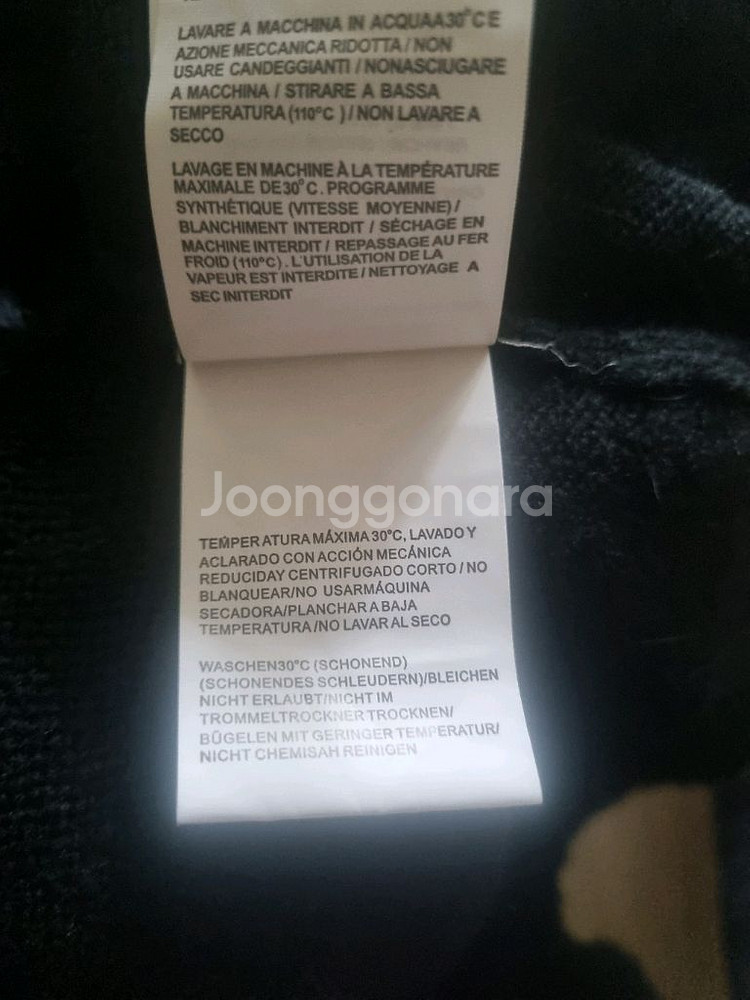 LAVARE A MACCHINA IN ACQUAA30°C E
AZIONE MECCANICA RIDOTTA / NON
USARE CANDEGGIANTI / NONASCIUGARE
A MACCHINA / STIRARE A BASSA
TEMPERATURA (110°C ) / NON LAVARE A
SECCO
LAVAGE EN MACHINE À LA TEMPÉRATURE
MAXIMALE DE30°C. PROGRAMME
SYNTHÉTIQUE (VITESSE MOYENNE) /
BLANCHIMENT INTERDIT / SÉCHAGE EN
MACHINE INTERDIT / REPASSAGE AU FER
FROID (110°C). L'UTILISATION DE LA
VAPEUR EST INTERDITE / NETTOYAGE A
SEC INITERDIT
Joonggonara
TEMPERATURA MÁXIMA 30°C, LAVADO Y
ACLARADO CON ACCIÓN MECÁNICA
REDUCIDAY CENTRIFUGADO CORTO / NO
BLANQUEAR/NO USARMÁQUINA
SECADORA/PLANCHAR A BAJA
TEMPERATURA /NO LAVAR AL SECO
WASCHEN30°C (SCHONEND)
(SCHONENDES SCHLEUDERN)/BLEICHEN
NICHT ERLAUBT/NICHT IM
TROMMELTROCKNER TROCKNEN/
BŰGELEN MIT GERINGER TEMPERATUR/
NICHT CHEMISAH REINIGEN